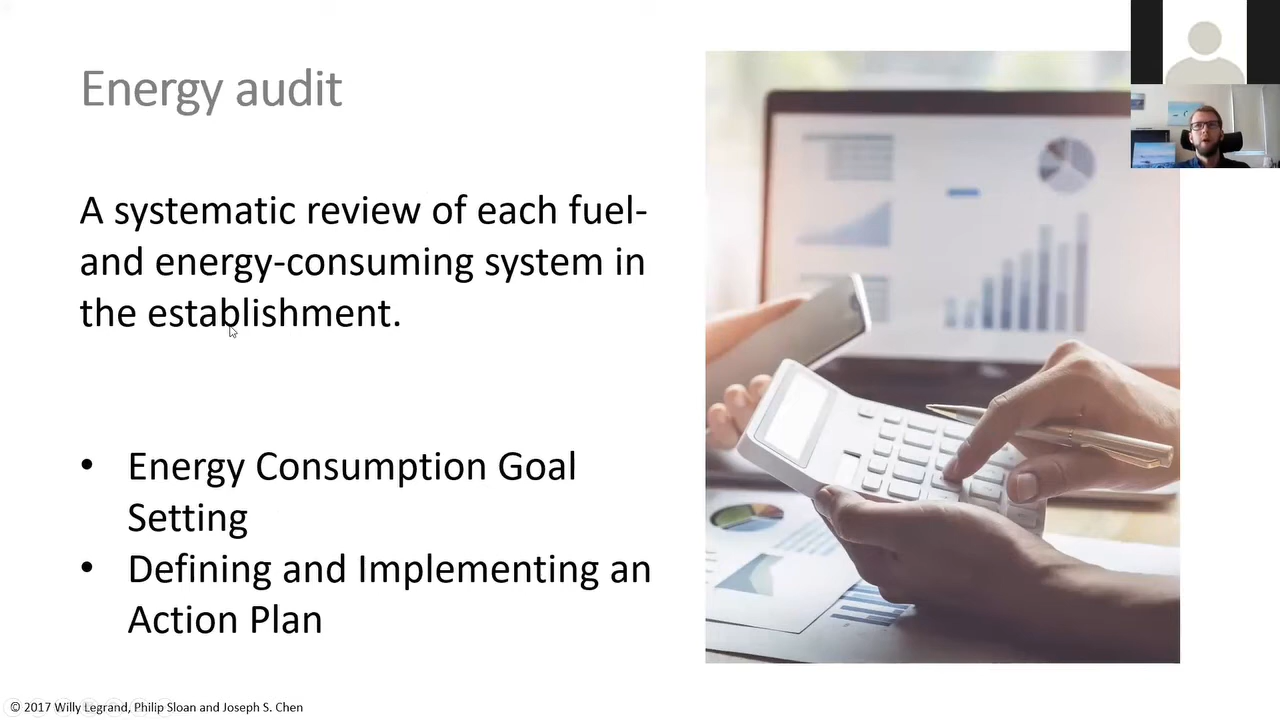 Energy audit
A systematic review of each fuel-
and energy-consuming system in
the establishment.
• Energy Consumption Goal
Setting
• Defining and Implementing an
Action Plan
© 2017 Willy Legrand, Philip Sloan and Joseph S. Chen